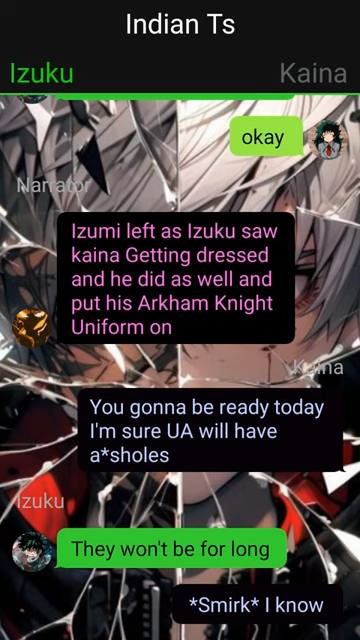 Indian Ts
Izuku Kaina
okay
Narrator
Izumi left as Izuku saw
kaina Getting dressed
and he did as well and
put his Arkham Knight
Uniform on
Kaina
You gonna be ready today
I'm sure UA will have
a*sholes
Izuku
They won't be for long
*Smirk* I know